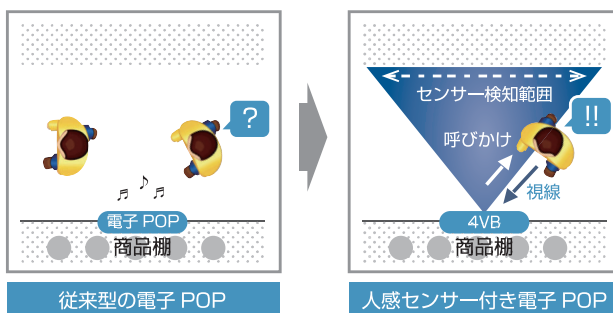 ?
♬ ♪ ♬
電子 POP
商品棚
従来型の電子 POP
センサー検知範囲
!!
呼びかけ
視線
4VB
商品棚
人感センサー付き電子 POP